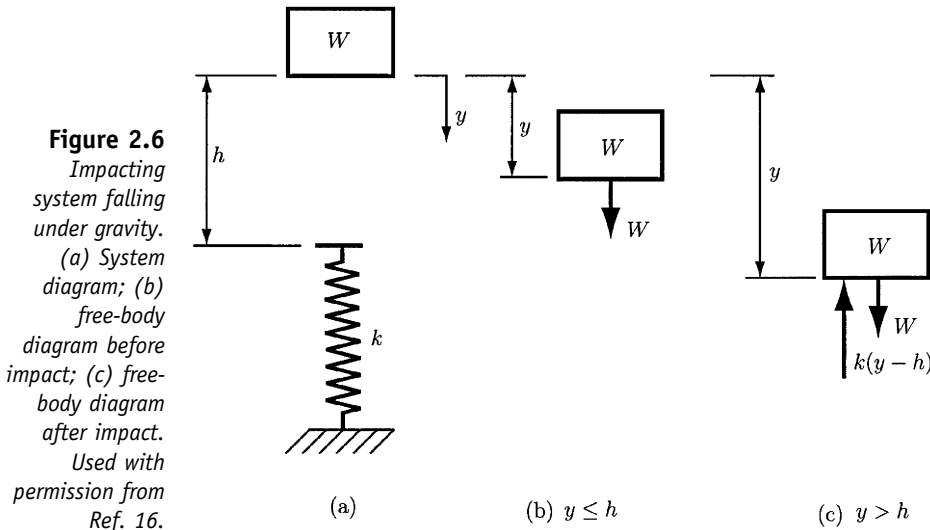 Figure 2.6
Impacting
system falling
under gravity.
(a) System
diagram; (b)
free-body
diagram before
impact; (c) free-
body diagram
after impact.
Used with
permission from
Ref. 16.
W
h
y
k
(a)
y
W
W
(b) y ≤ h
y
W
W
k(y − h)
(c) y > h